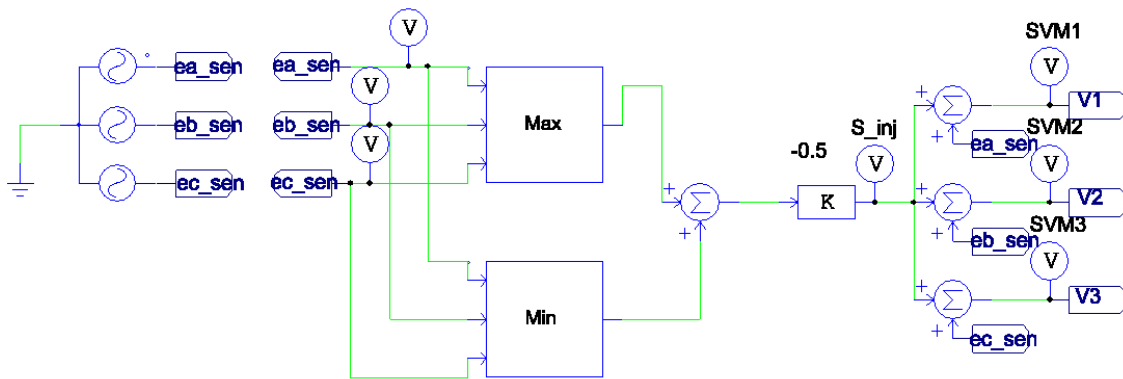 SVM1
V
V
ea_sen
ea_sen
V
V
V1
Max
eb_sen
eb_sen
V
-0.5
S_inj
ea_sen
SVM2
V
V
ec_sen
ec_sen
K
V2
eb_sen
SVM3
V
Min
V3
ec_sen